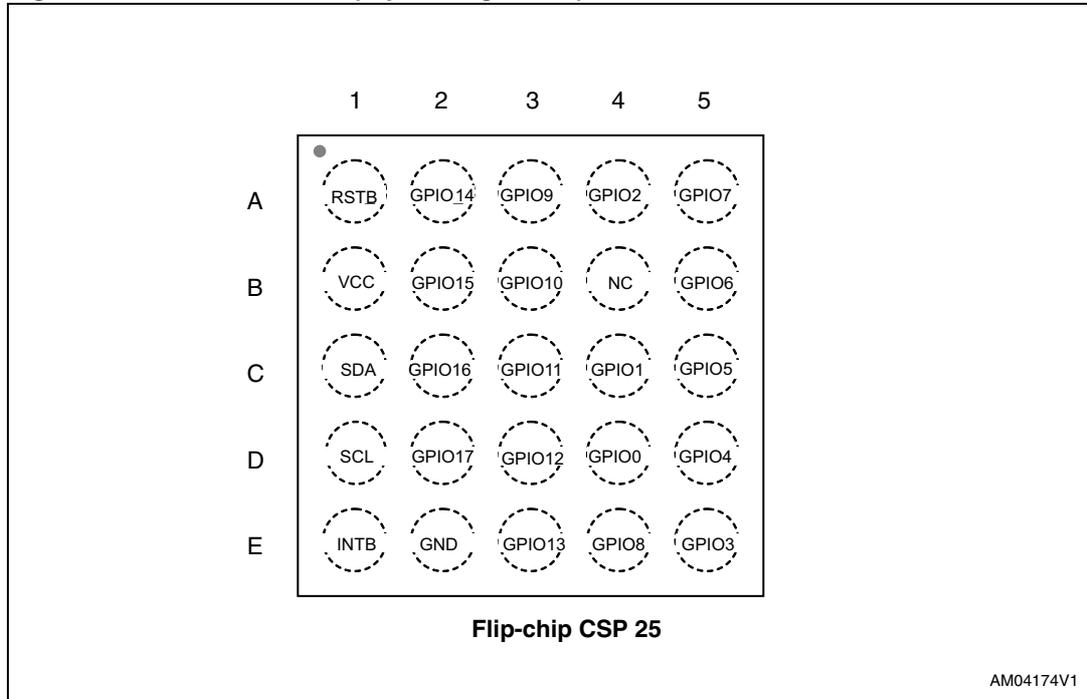 1 2 3 4 5
A RSTB GPIO14 GPIO9 GPIO2 GPIO7
B VCC GPIO15 GPIO10 NC GPIO6
C SDA GPIO16 GPIO11 GPIO1 GPIO5
D SCL GPIO17 GPIO12 GPIO0 GPIO4
E INTB GND GPIO13 GPIO8 GPIO3
Flip-chip CSP 25
AM04174V1